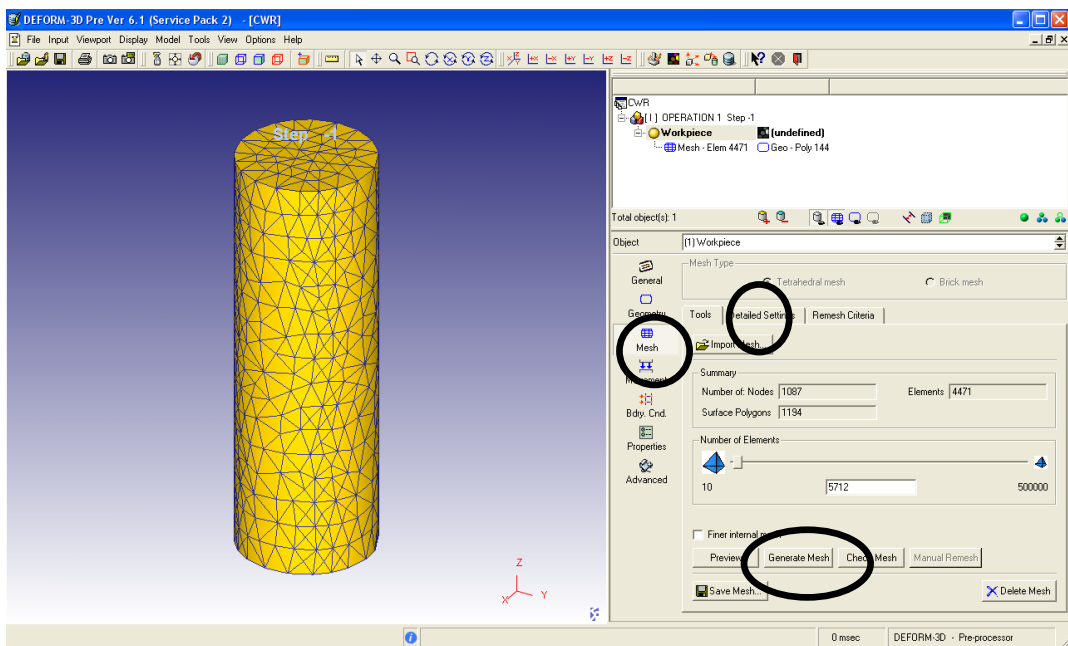 DEFORM-3D Pre Ver 6.1 (Service Pack 2) - [CWR]
File Input Viewport Display Model Tools View Options Help
Step -1
Z
X
Y
CWR
[1] OPERATION 1 Step -1
Workpiece (undefined)
Mesh - Elem 4471 Geo - Poly 144
Total object(s): 1
Object (1) Workpiece
General
Geometry
Mesh
Movement
Bdry. Cnd.
Properties
Advanced
Mesh Type
Tetrahedral mesh Brick mesh
Tools Detailed Settings Remesh Criteria
Import Mesh...
Summary
Number of: Nodes 1087 Elements 4471
Surface Polygons 1194
Number of Elements
10 5712 500000
Finer internal mesh
Preview Generate Mesh Check Mesh Manual Remesh
Save Mesh... Delete Mesh
0 msec DEFORM-3D - Pre-processor